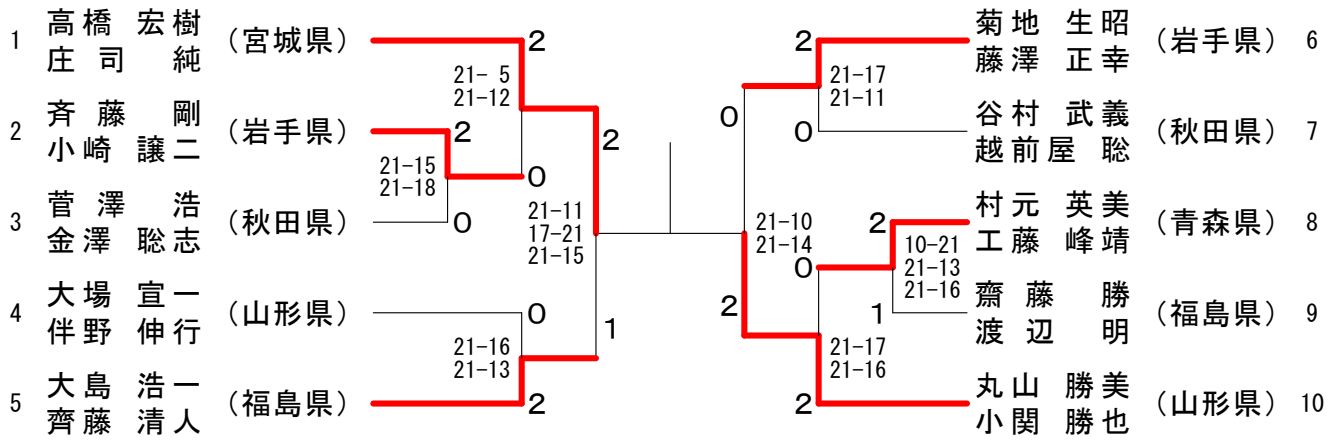 1 高橋 宏樹 (宮城県)
庄司 純
2
21- 5
21-12
2 斉藤 剛 (岩手県)
小崎 譲二
2
0
21-15
21-18
3 菅澤 浩 (秋田県)
金澤 聡志
0
2
21-11
17-21
21-15
4 大場 宣一 (山形県)
伴野 伸行
0
1
21-16
21-13
5 大島 浩一 (福島県)
齊藤 清人
2
菊地 生昭 (岩手県) 6
藤澤 正幸
2
21-17
21-11
谷村 武義 (秋田県) 7
越前屋 聡
0
0
21-10
21-14
村元 英美 (青森県) 8
工藤 峰靖
2
0
10-21
21-13
21-16
齋藤 勝 (福島県) 9
渡辺 明
1
2
21-17
21-16
丸山 勝美 (山形県) 10
小関 勝也
2